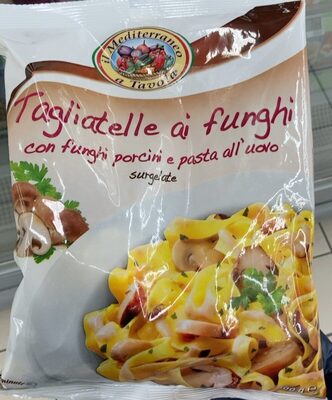 il Mediterraneo
a Tavola
Tagliatelle ai funghi
con funghi porcini e pasta all'uovo
surgelate